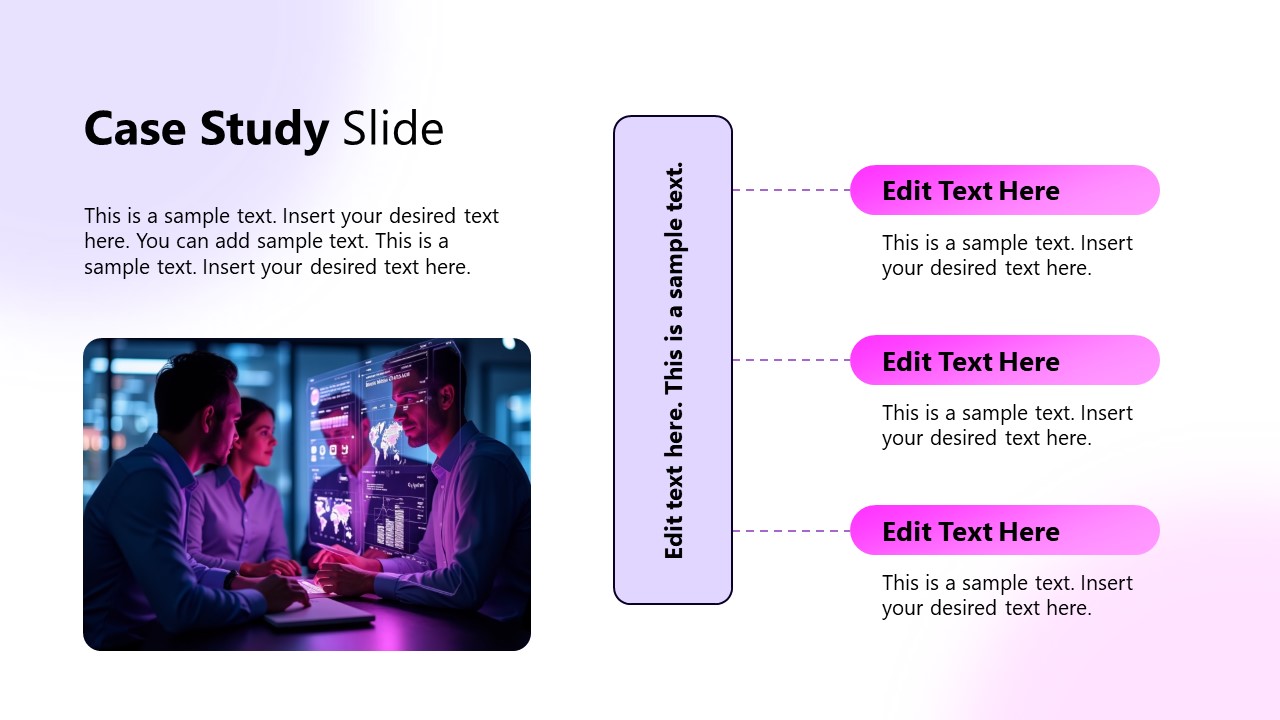 Case Study Slide
This is a sample text. Insert your desired text
here. You can add sample text. This is a
sample text. Insert your desired text here.
Edit text here. This is a sample text.
Edit Text Here
This is a sample text. Insert
your desired text here.
Edit Text Here
This is a sample text. Insert
your desired text here.
Edit Text Here
This is a sample text. Insert
your desired text here.